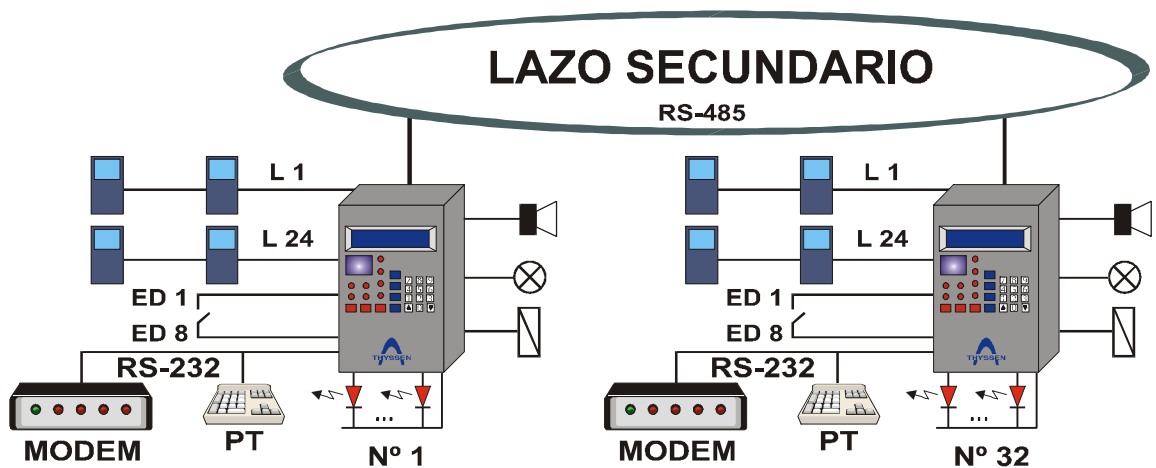 LAZO SECUNDARIO
RS-485
L 1
L 24
ED 1
ED 8
RS-232
THYSSEN
MODEM
PT
...
Nº 1
L 1
L 24
ED 1
ED 8
RS-232
THYSSEN
MODEM
PT
...
Nº 32